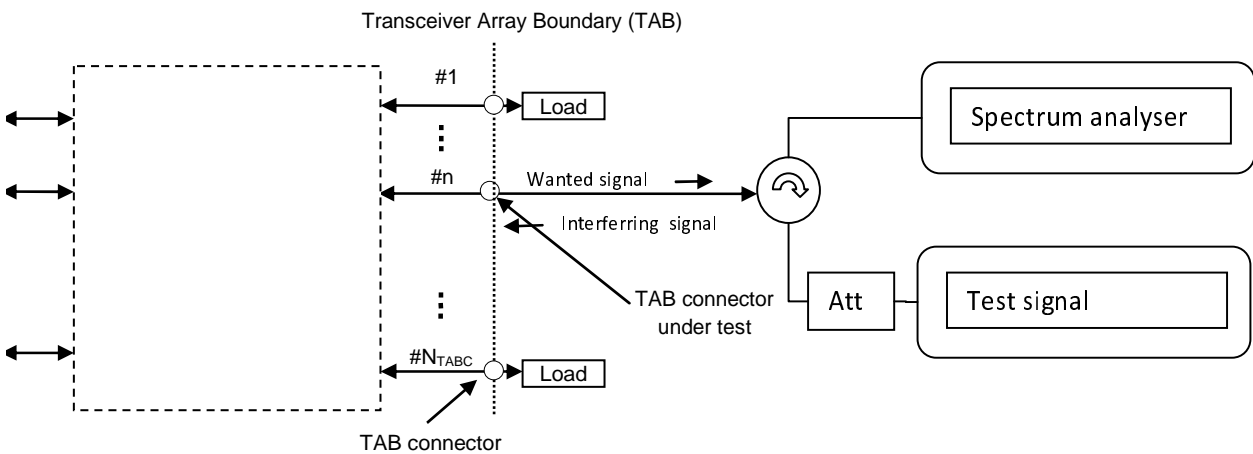 Transceiver Array Boundary (TAB)
#1
Load
Spectrum analyser
#n
Wanted signal
Interferring signal
TAB connector
under test
Att
Test signal
#NTABC
Load
TAB connector